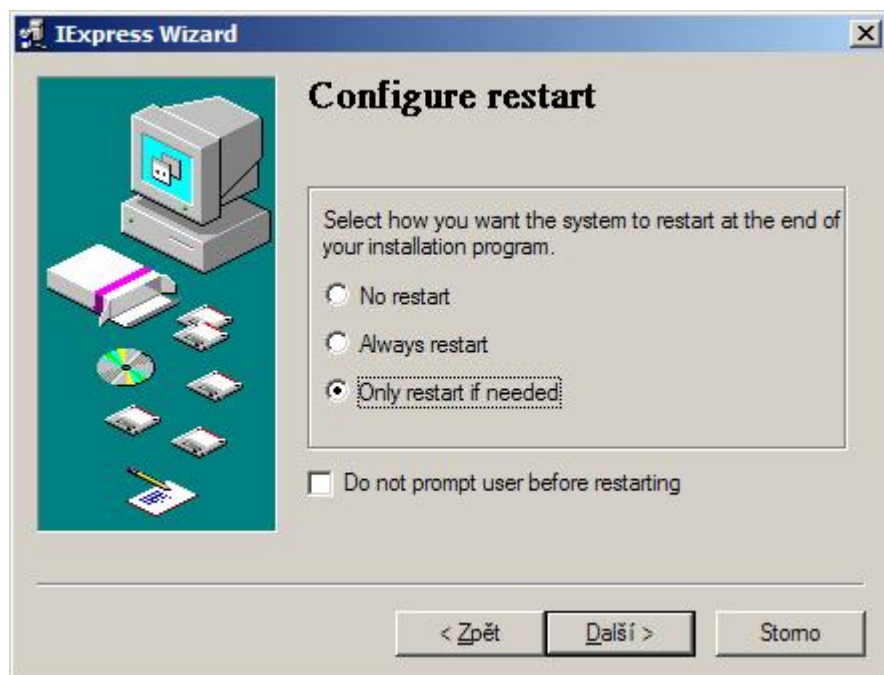 IExpress Wizard
Configure restart
Select how you want the system to restart at the end of
your installation program.
No restart
Always restart
Only restart if needed
Do not prompt user before restarting
< Zpět
Další >
Storno